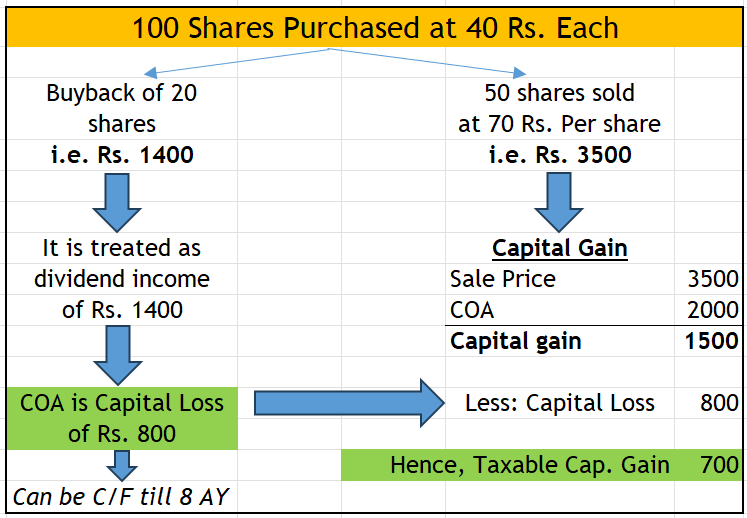 100 Shares Purchased at 40 Rs. Each
Buyback of 20
shares
i.e. Rs. 1400
It is treated as
dividend income
of Rs. 1400
COA is Capital Loss
of Rs. 800
Can be C/F till 8 AY
50 shares sold
at 70 Rs. Per share
i.e. Rs. 3500
Capital Gain
Sale Price 3500
COA 2000
Capital gain 1500
Less: Capital Loss 800
Hence, Taxable Cap. Gain 700